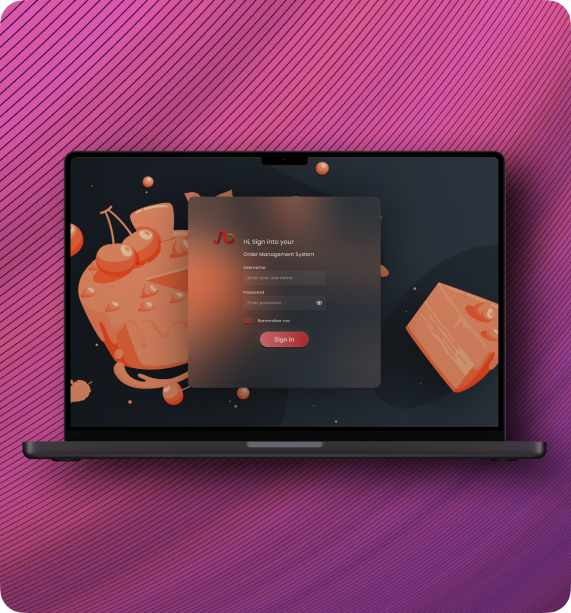 Hi, Sign into your
Order Management System
Username
Enter your username
Password
Enter password
Remember me
Sign In